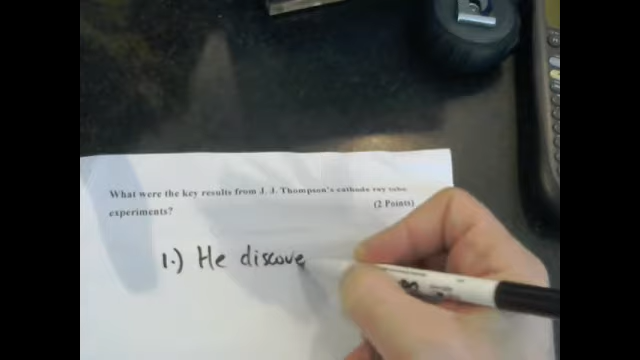 What were the key results from J. J. Thompson's cathode ray tube
experiments? (2 Points)
1.) He discove